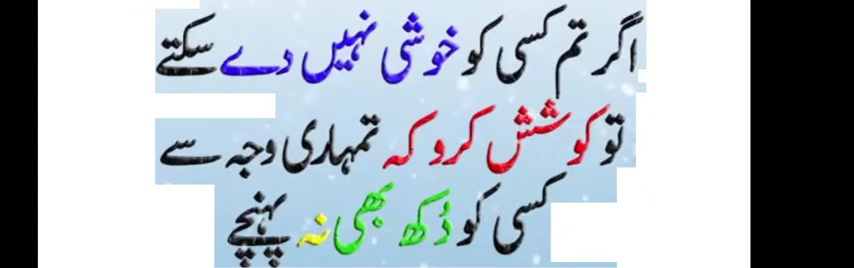 اگر تم کسی کو خوشی نہیں دے سکتے
تو کوشش کرو کہ تمہاری وجہ سے
کسی کو دُکھ بھی نہ پہنچے